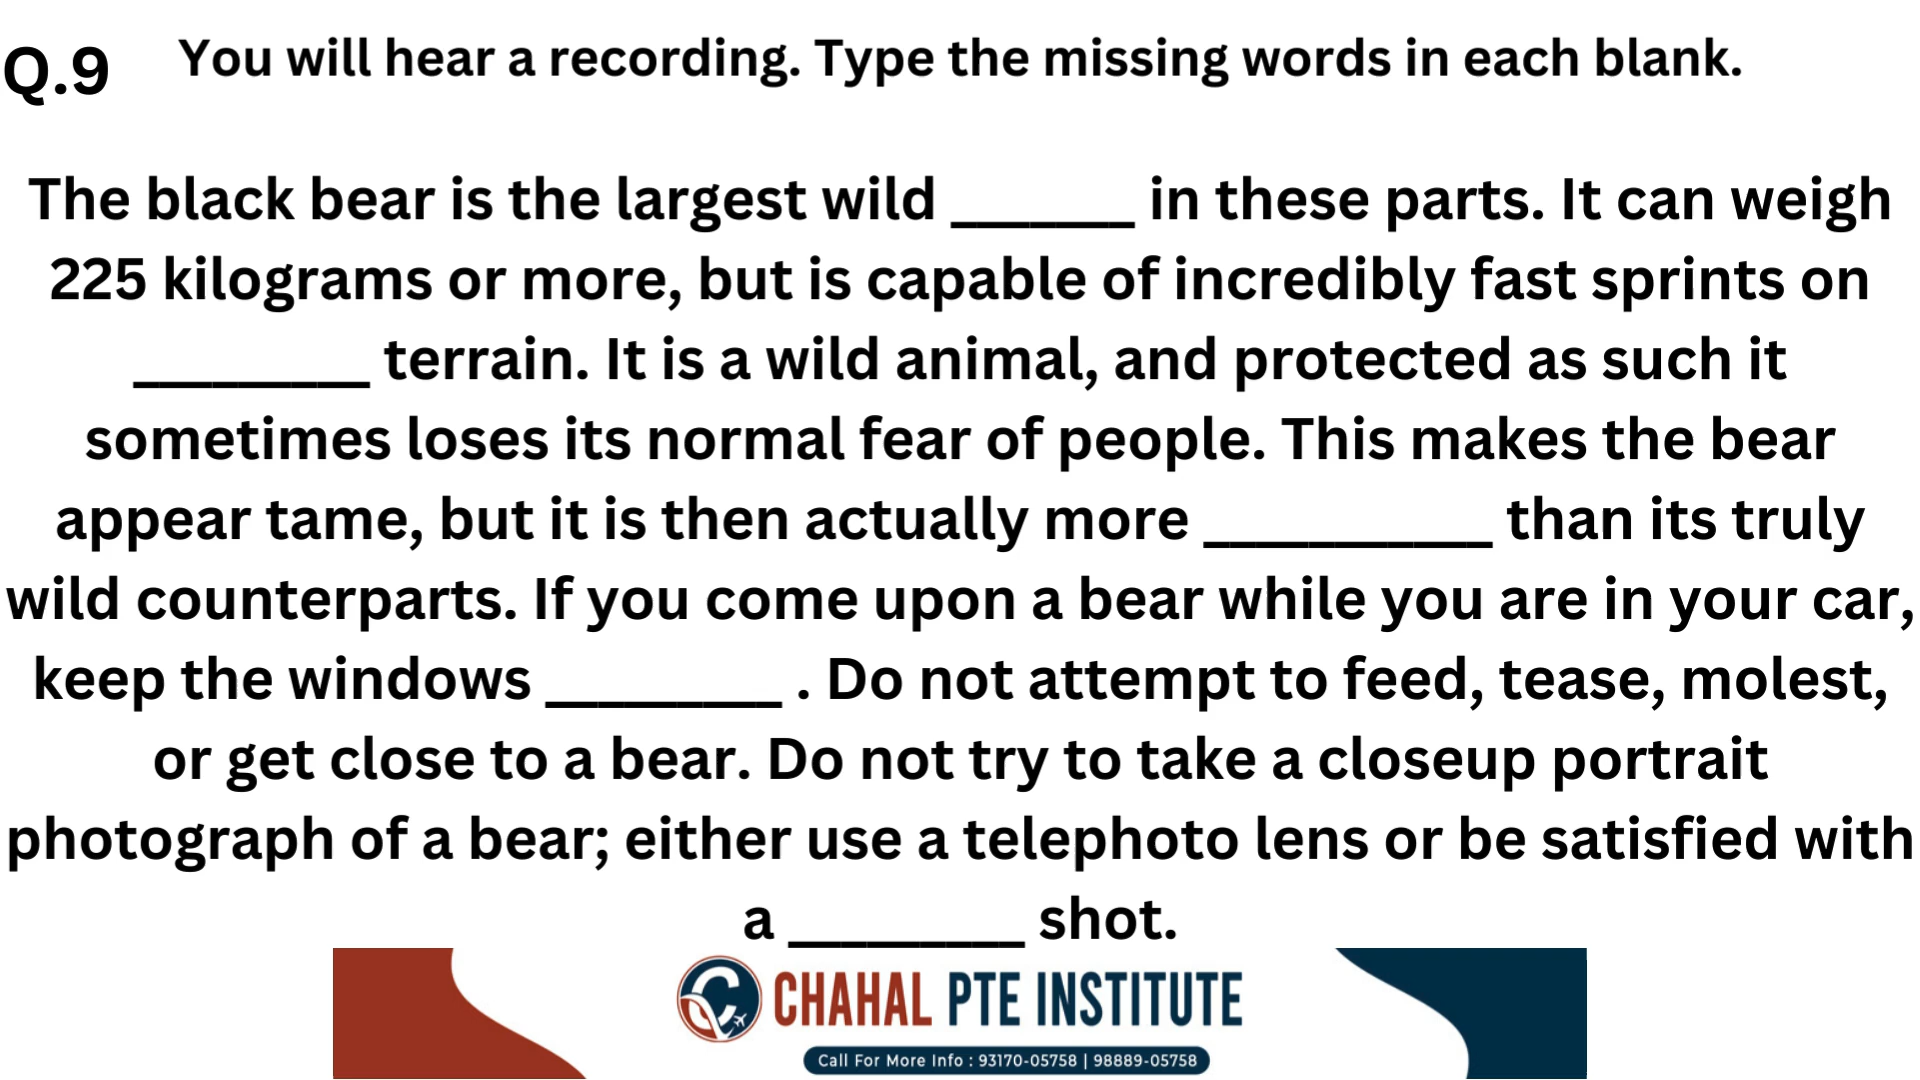 Q.9 You will hear a recording. Type the missing words in each blank.
The black bear is the largest wild _______ in these parts. It can weigh
225 kilograms or more, but is capable of incredibly fast sprints on
_________ terrain. It is a wild animal, and protected as such it
sometimes loses its normal fear of people. This makes the bear
appear tame, but it is then actually more ___________ than its truly
wild counterparts. If you come upon a bear while you are in your car,
keep the windows _________ . Do not attempt to feed, tease, molest,
or get close to a bear. Do not try to take a closeup portrait
photograph of a bear; either use a telephoto lens or be satisfied with
a _________ shot.
CHAHAL PTE INSTITUTE
Call For More Info : 93170-05758 | 98889-05758